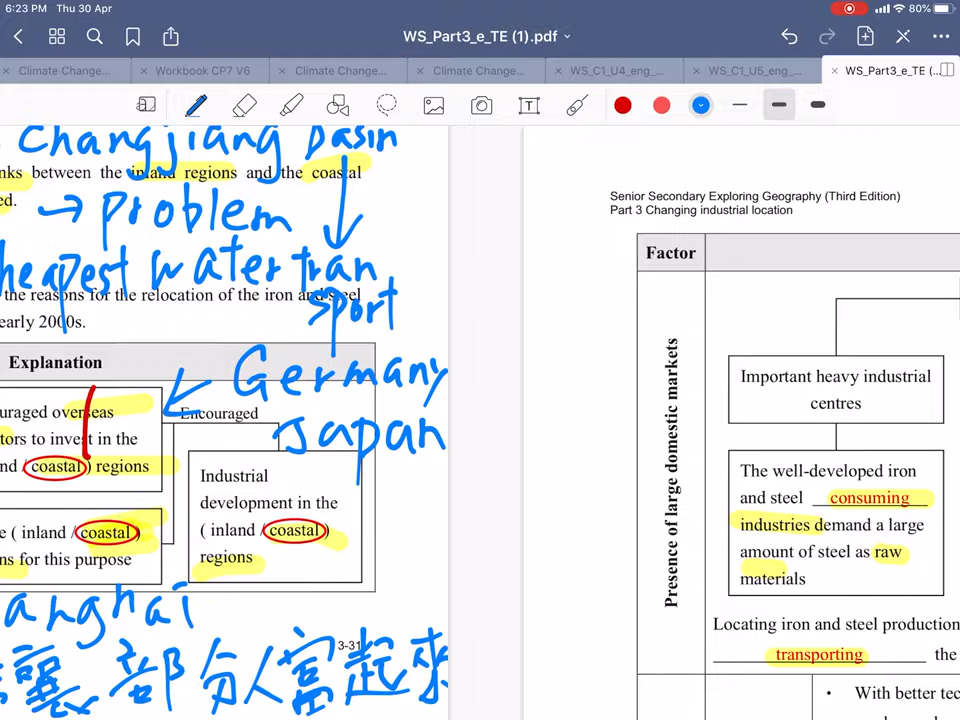 6:23 PM Thu 30 Apr
80%
WS_Part3_e_TE (1).pdf
Climate Change...
Workbook CP7 V6
Climate Change...
Climate Change...
WS_C1_U4_eng_...
WS_C1_U5_eng_...
WS_Part3_e_TE (...
Changjiang basin
nks between the inland regions and the coastal
ed.
→ problem
heapest water tran
sport
the reasons for the relocation of the iron and steel
early 2000s.
Explanation
Germany
Japan
uraged overseas
tors to invest in the
nd / coastal ) regions
Encouraged
Industrial
development in the
( inland / coastal )
regions
e ( inland / coastal )
ns for this purpose
anghai
3-31
讓 部分人富起來
Senior Secondary Exploring Geography (Third Edition)
Part 3 Changing industrial location
Factor
Presence of large domestic markets
Important heavy industrial
centres
The well-developed iron
and steel consuming
industries demand a large
amount of steel as raw
materials
Locating iron and steel production
transporting the
• With better tec